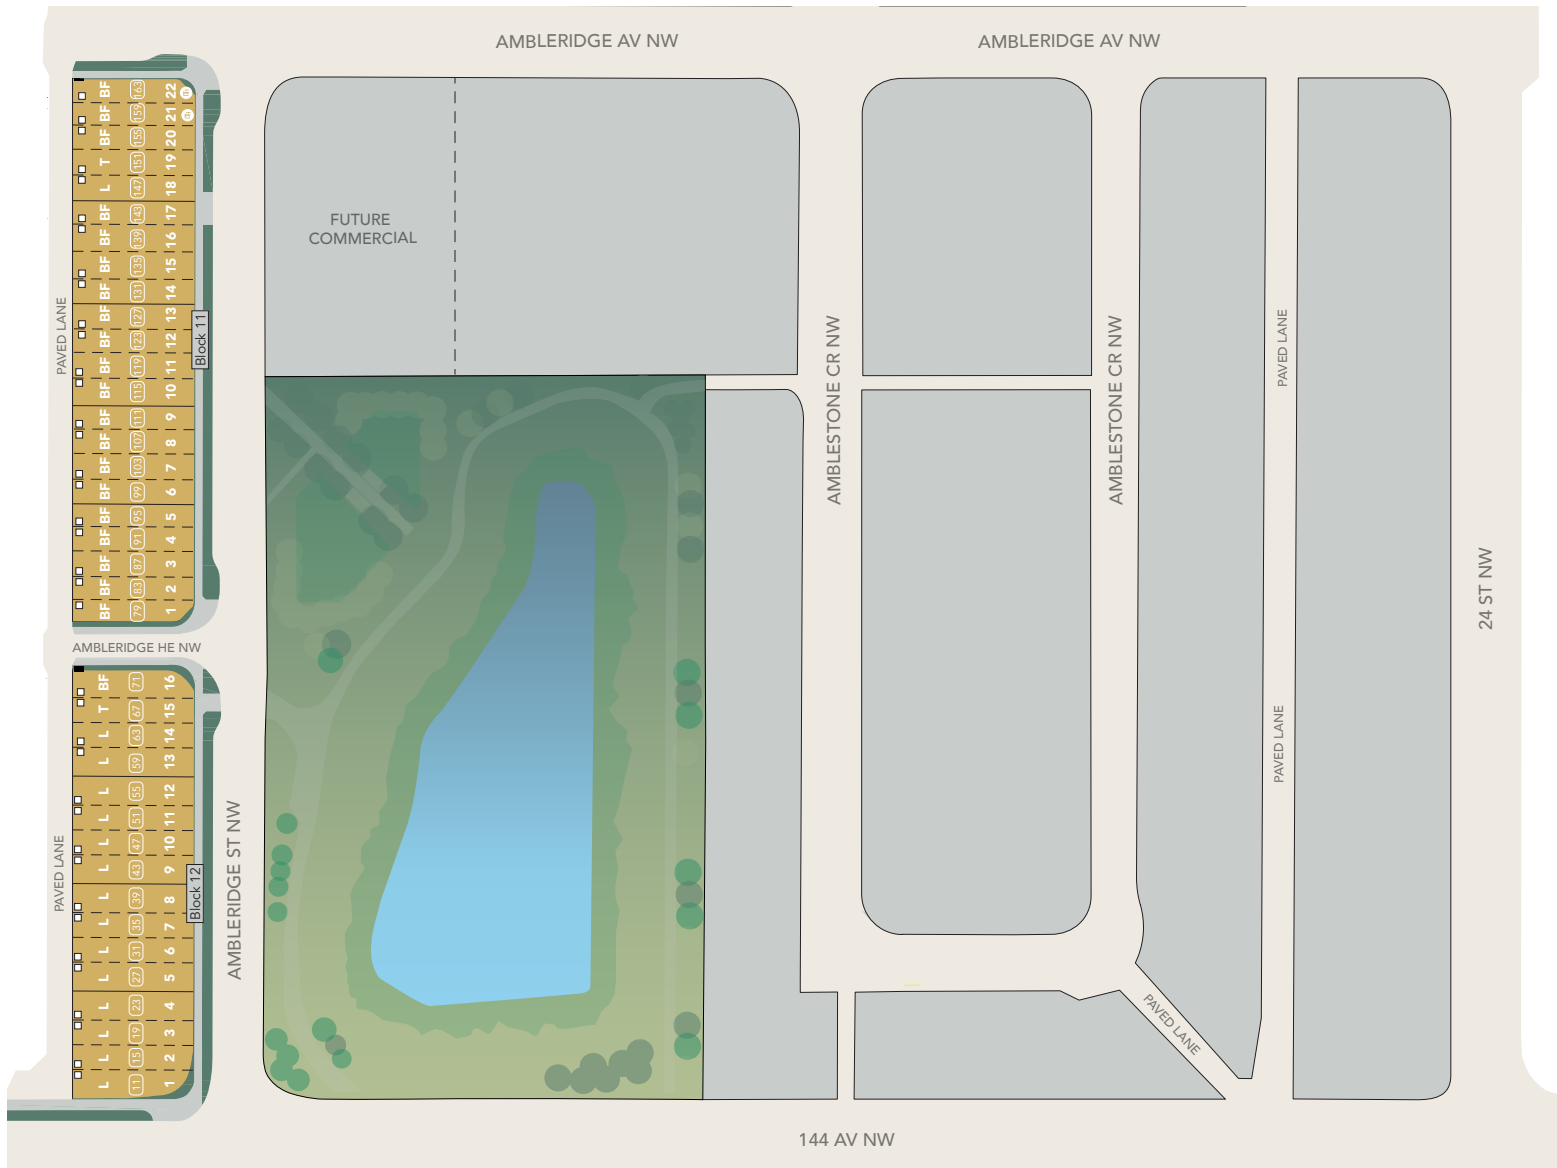 AMBLERIDGE AV NW
AMBLERIDGE AV NW
BF 163 22
BF 159 21
BF 155 20
T 151 19
L 147 18
BF 143 17
BF 139 16
BF 135 15
BF 131 14
BF 127 13
BF 123 12
BF 119 11
BF 115 10
BF 111 9
BF 107 8
BF 103 7
BF 99 6
BF 95 5
BF 91 4
BF 87 3
BF 83 2
BF 79 1
PAVED LANE
Block 11
FUTURE
COMMERCIAL
AMBLESTONE CR NW
AMBLESTONE CR NW
PAVED LANE
24 ST NW
AMBLERIDGE HE NW
BF 71 16
T 67 15
L 63 14
L 59 13
L 55 12
L 51 11
L 47 10
L 43 9
L 39 8
L 35 7
L 31 6
L 27 5
L 23 4
L 19 3
L 15 2
L 11 1
PAVED LANE
Block 12
AMBLERIDGE ST NW
PAVED LANE
PAVED LANE
144 AV NW